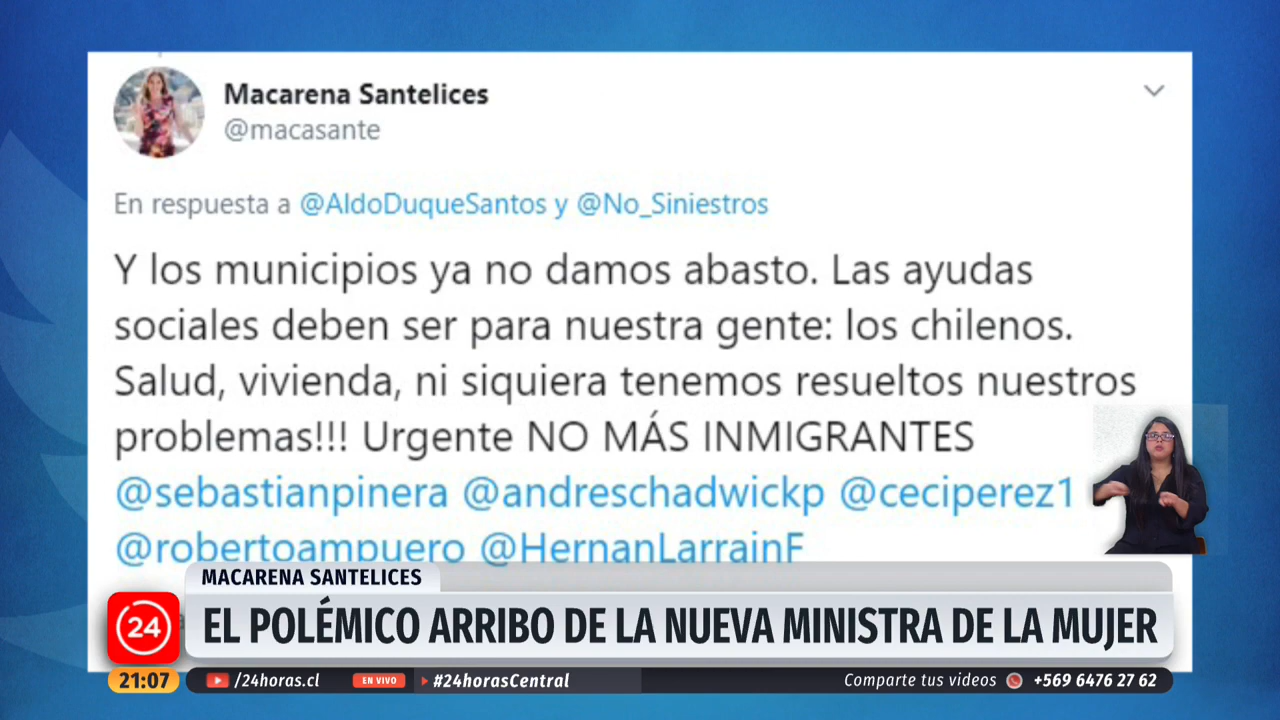 Macarena Santelices
@macasante
En respuesta a @AldoDuqueSantos y @No_Siniestros
Y los municipios ya no damos abasto. Las ayudas
sociales deben ser para nuestra gente: los chilenos.
Salud, vivienda, ni siquiera tenemos resueltos nuestros
problemas!!! Urgente NO MÁS INMIGRANTES
@sebastianpinera @andreschadwickp @ceciperez1
@robertoampuero @HernanLarrainF
MACARENA SANTELICES
24 EL POLÉMICO ARRIBO DE LA NUEVA MINISTRA DE LA MUJER
21:07 /24horas.cl EN VIVO #24horasCentral Comparte tus videos +569 6476 27 62